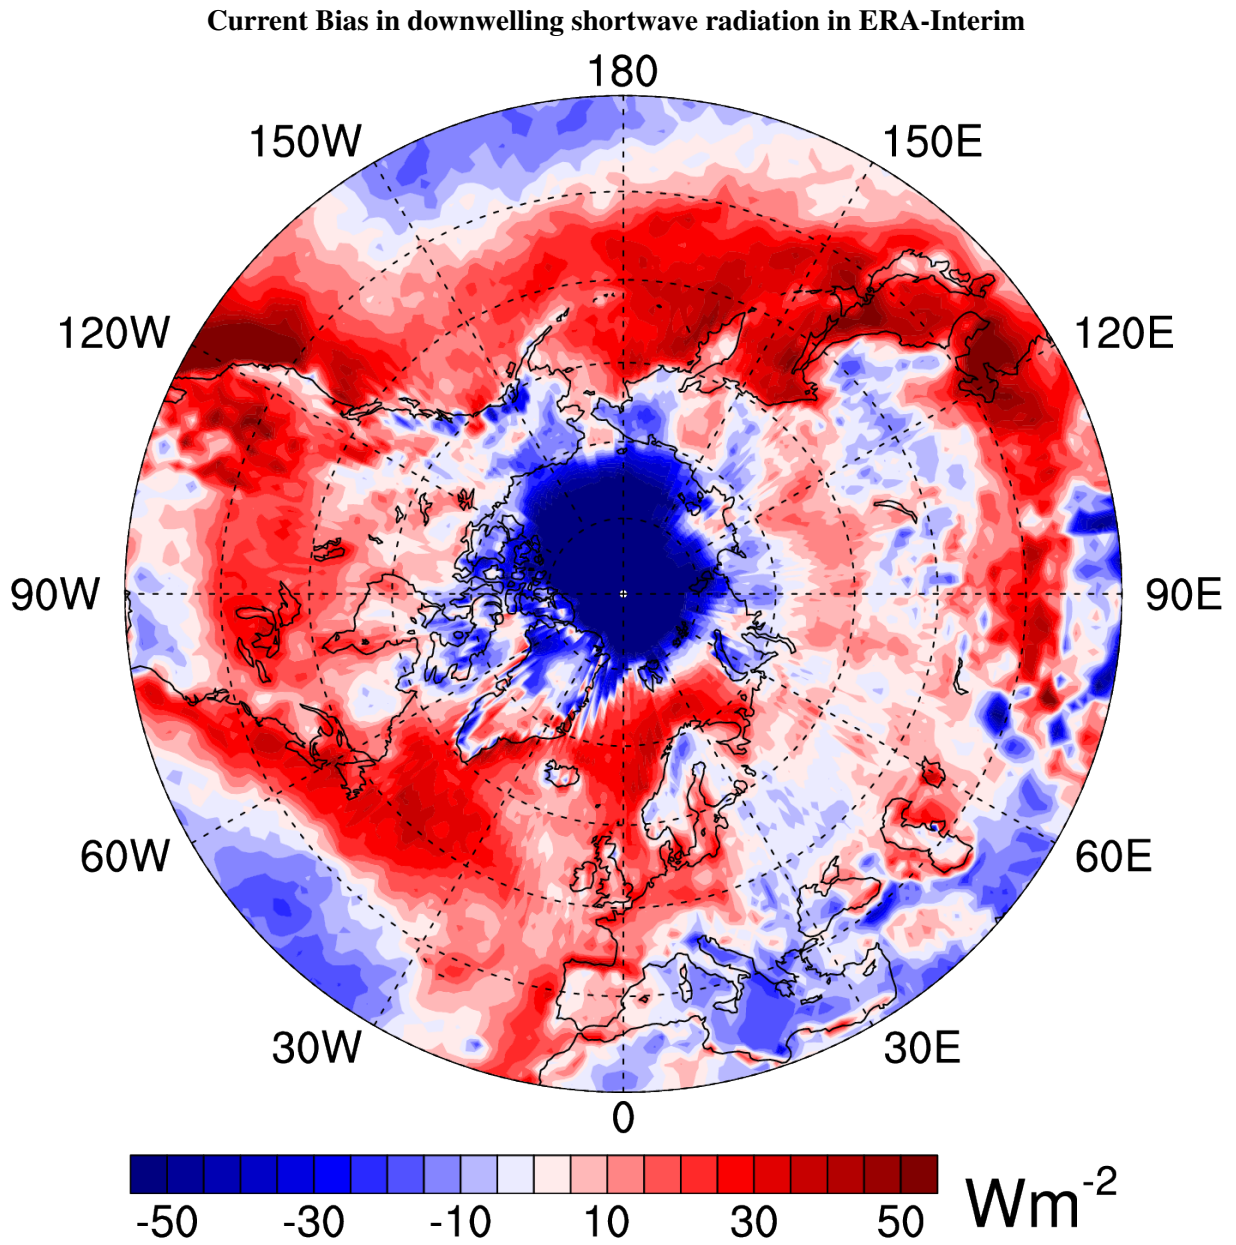 Current Bias in downwelling shortwave radiation in ERA-Interim
180
150W 150E
120W 120E
90W 90E
60W 60E
30W 30E
0
-50 -30 -10 10 30 50 Wm-2